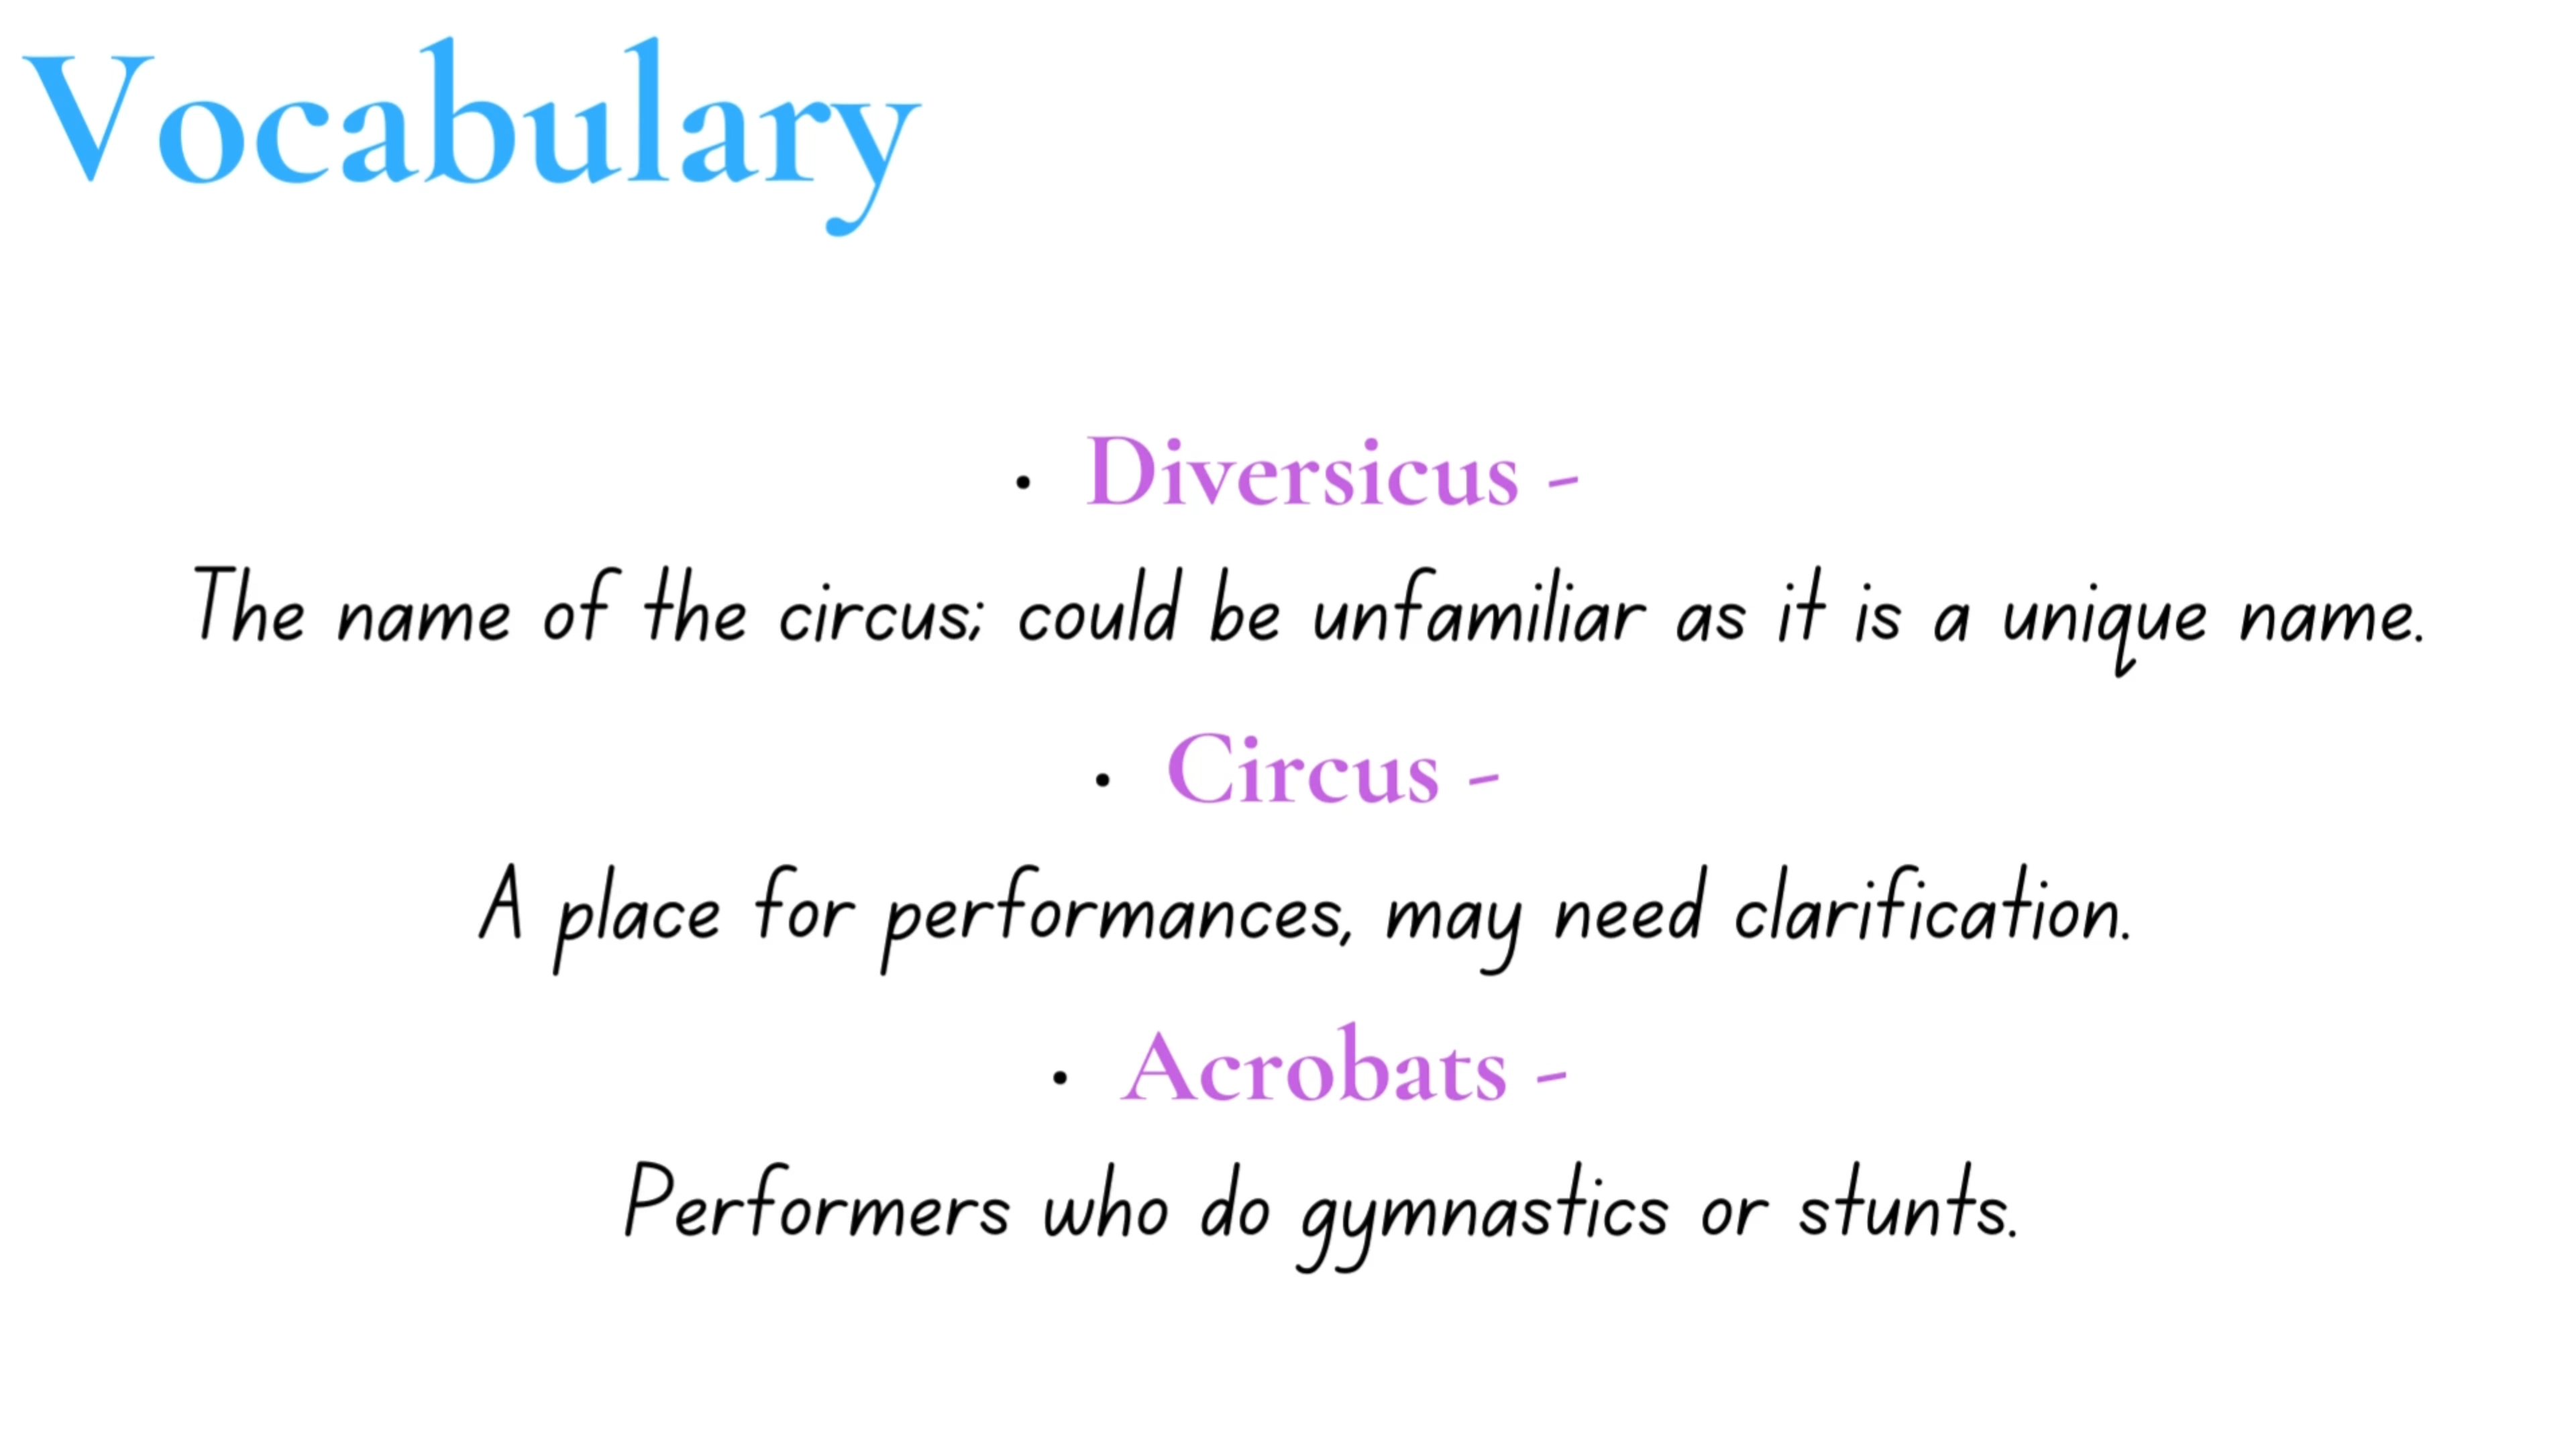 Vocabulary
• Diversicus -
The name of the circus; could be unfamiliar as it is a unique name.
• Circus -
A place for performances, may need clarification.
• Acrobats -
Performers who do gymnastics or stunts.